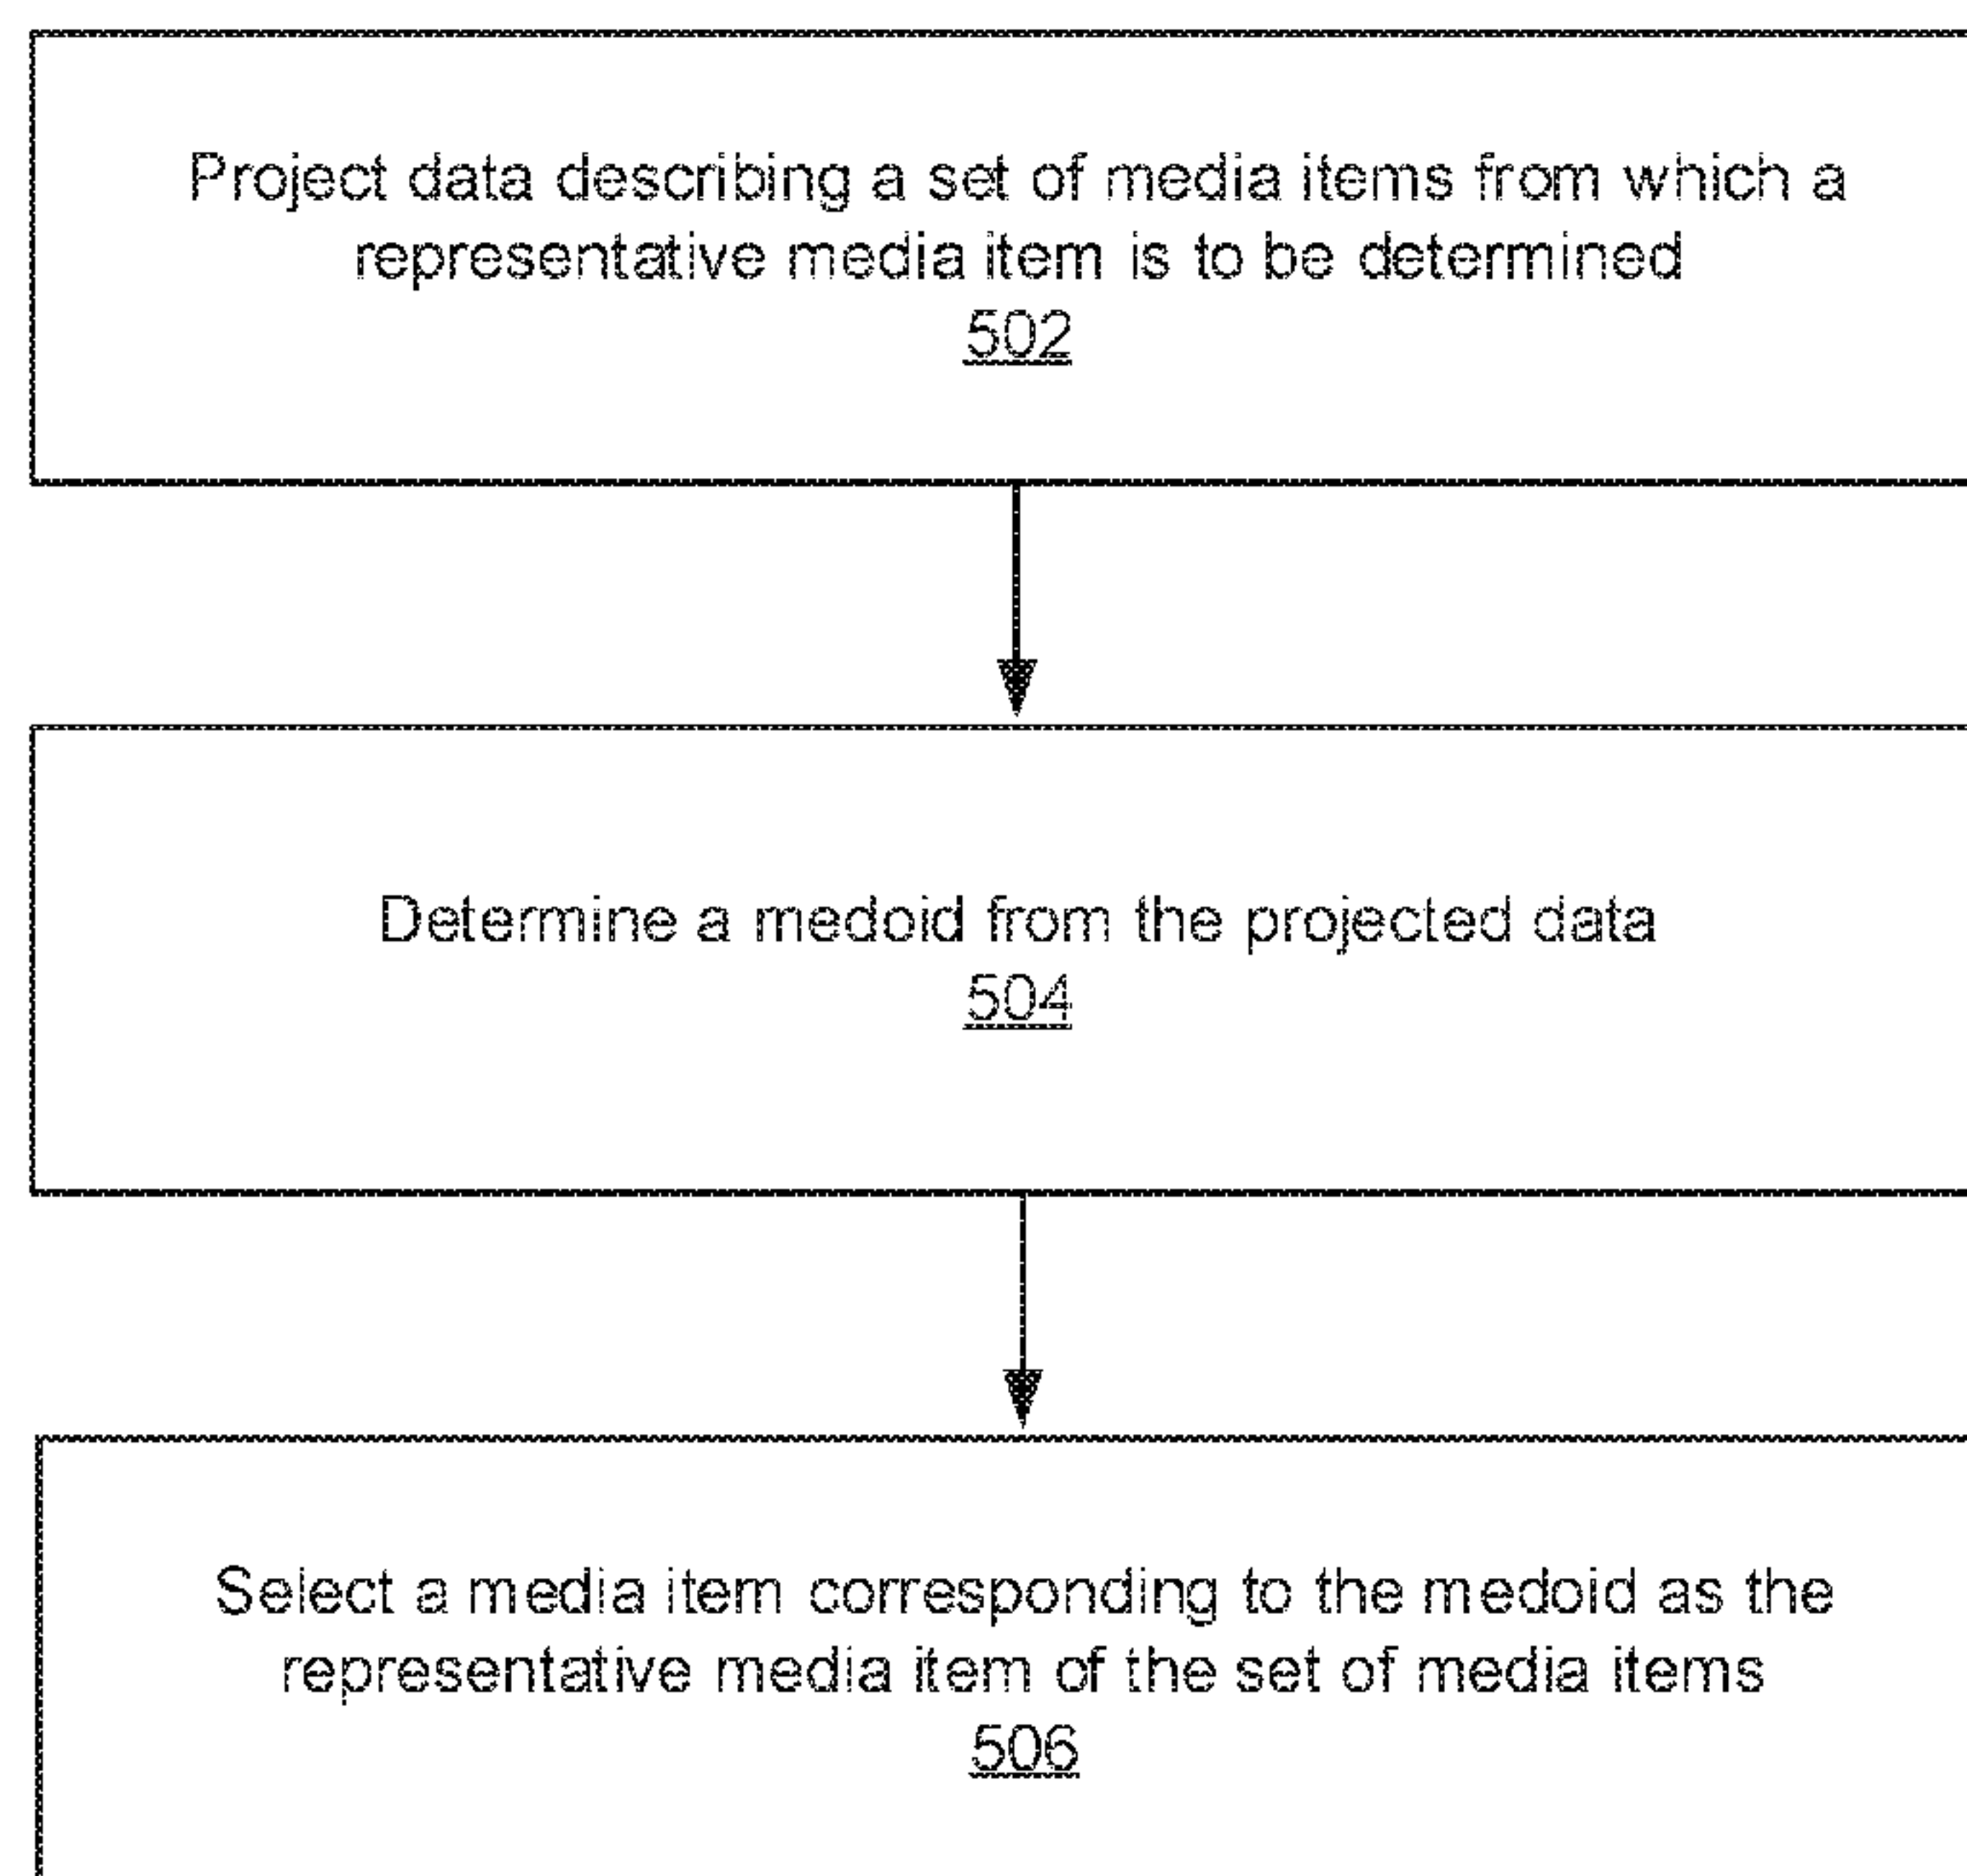 Project data describing a set of media items from which a
representative media item is to be determined
502
Determine a medoid from the projected data
504
Select a media item corresponding to the medoid as the
representative media item of the set of media items
506